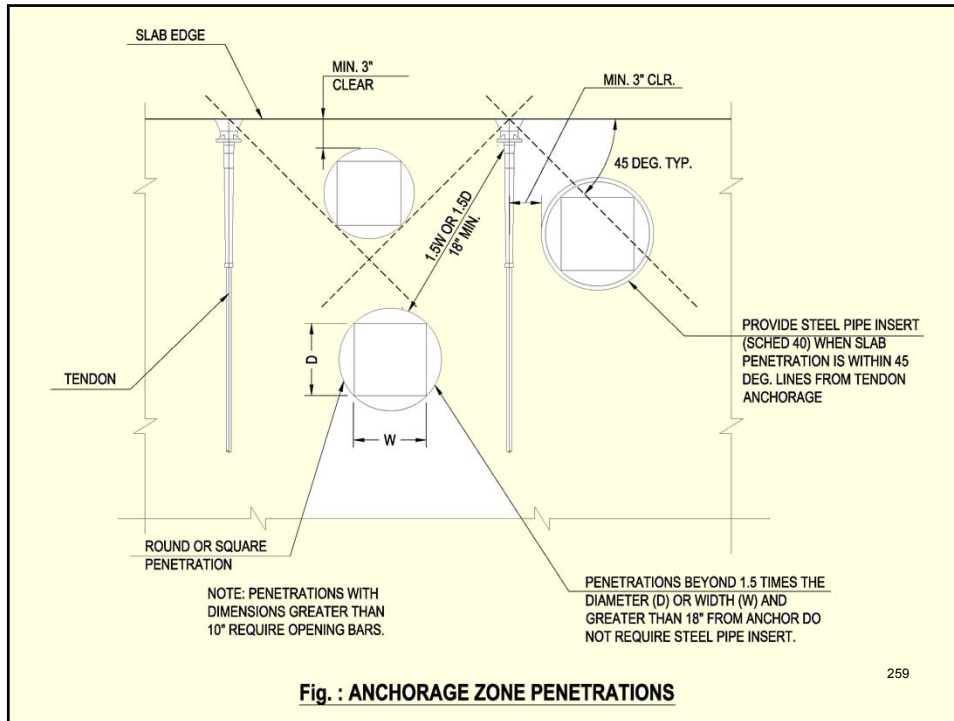 SLAB EDGE
MIN. 3"
CLEAR
MIN. 3" CLR.
45 DEG. TYP.
1.5W OR 1.5D
18" MIN.
TENDON
D
W
PROVIDE STEEL PIPE INSERT
(SCHED 40) WHEN SLAB
PENETRATION IS WITHIN 45
DEG. LINES FROM TENDON
ANCHORAGE
ROUND OR SQUARE
PENETRATION
NOTE: PENETRATIONS WITH
DIMENSIONS GREATER THAN
10" REQUIRE OPENING BARS.
PENETRATIONS BEYOND 1.5 TIMES THE
DIAMETER (D) OR WIDTH (W) AND
GREATER THAN 18" FROM ANCHOR DO
NOT REQUIRE STEEL PIPE INSERT.
Fig. : ANCHORAGE ZONE PENETRATIONS
259